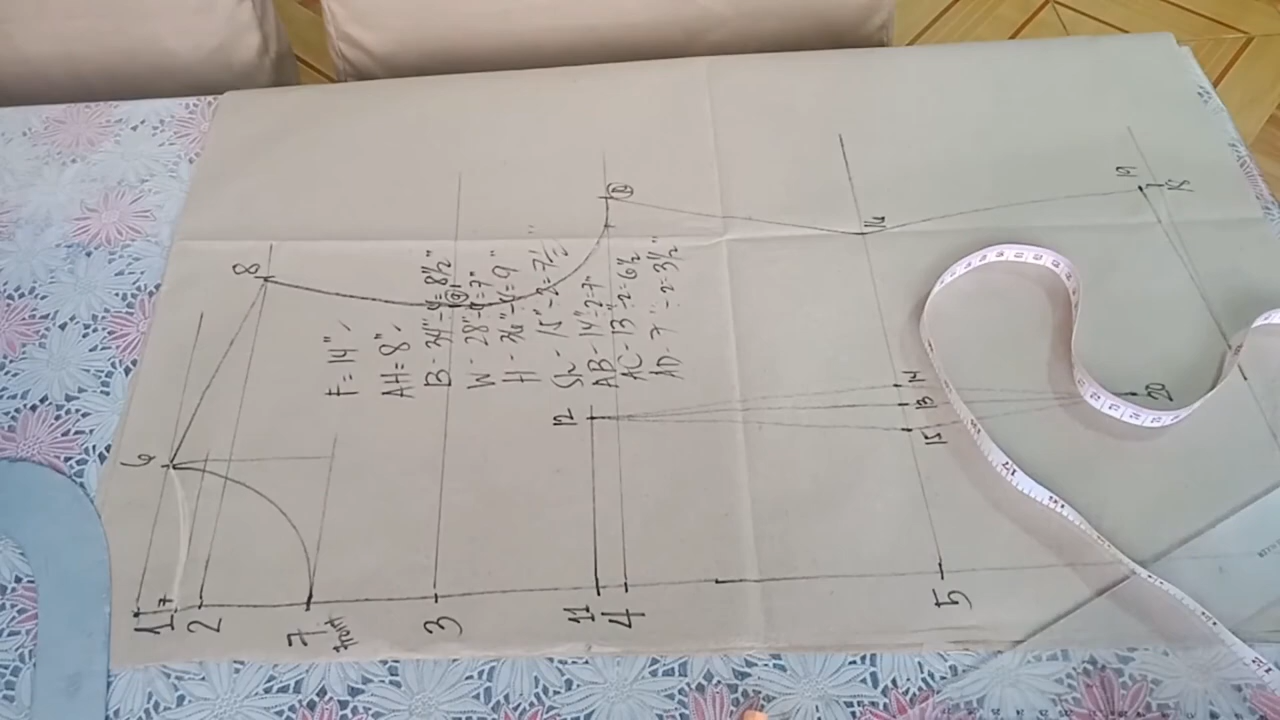 F = 14"
AH = 8"
B - 34" - 4 = 8½"
W - 28" - 4 = 7"
H - 36" - 4 = 9"
Sh - 15" - 2 - 7½"
AB - 14" ÷ 2 = 7"
AC - 13" ÷ 2 = 6½
AD - 7" ÷ 2 = 3½"
6
8
16
19
18
12
14
13
15
20
1
7
2
7
front
3
11
4
5